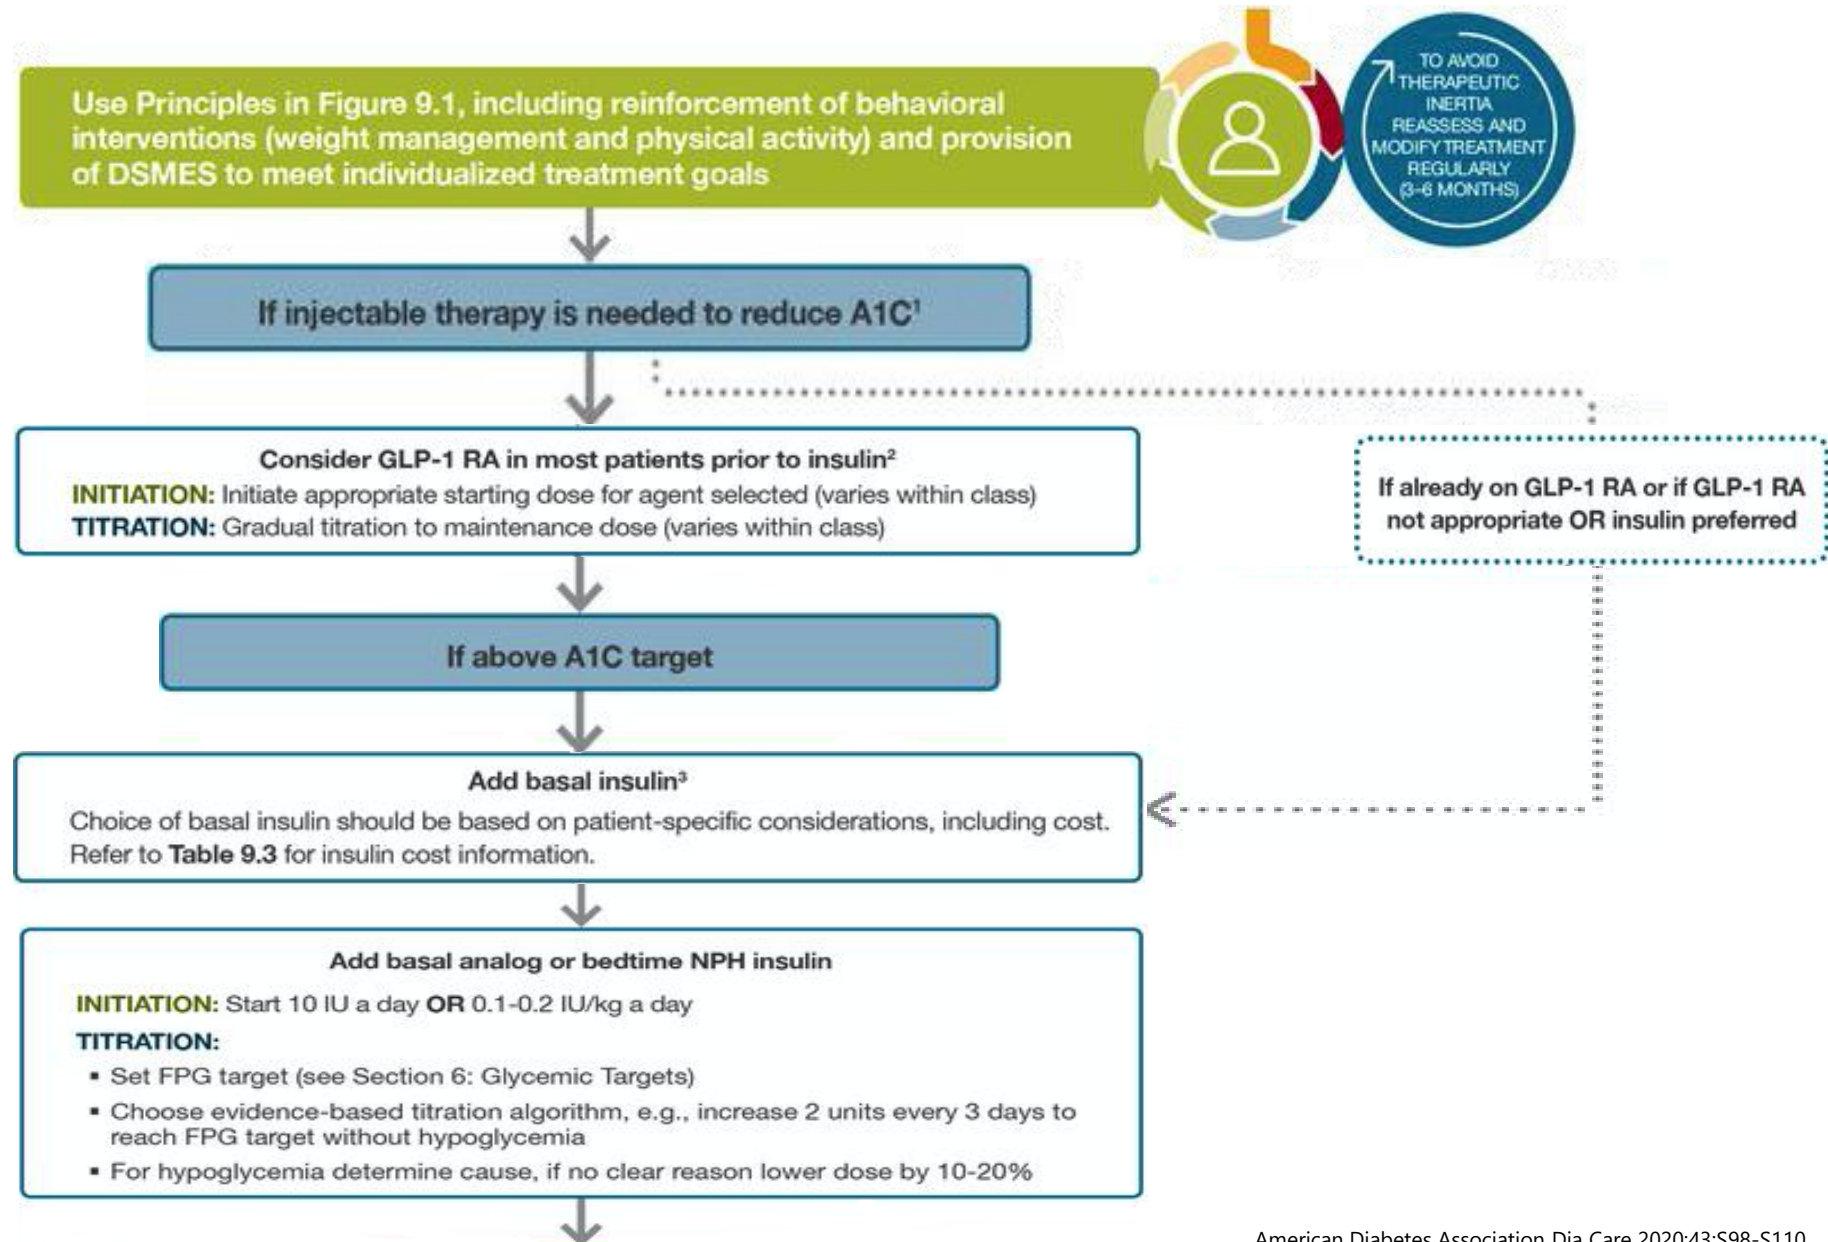 Use Principles in Figure 9.1, including reinforcement of behavioral
interventions (weight management and physical activity) and provision
of DSMES to meet individualized treatment goals
TO AVOID
THERAPEUTIC
INERTIA
REASSESS AND
MODIFY TREATMENT
REGULARLY
(3–6 MONTHS)
If injectable therapy is needed to reduce A1C¹
Consider GLP-1 RA in most patients prior to insulin²
INITIATION: Initiate appropriate starting dose for agent selected (varies within class)
TITRATION: Gradual titration to maintenance dose (varies within class)
If already on GLP-1 RA or if GLP-1 RA
not appropriate OR insulin preferred
If above A1C target
Add basal insulin³
Choice of basal insulin should be based on patient-specific considerations, including cost.
Refer to Table 9.3 for insulin cost information.
Add basal analog or bedtime NPH insulin
INITIATION: Start 10 IU a day OR 0.1-0.2 IU/kg a day
TITRATION:
▪ Set FPG target (see Section 6: Glycemic Targets)
▪ Choose evidence-based titration algorithm, e.g., increase 2 units every 3 days to
reach FPG target without hypoglycemia
▪ For hypoglycemia determine cause, if no clear reason lower dose by 10-20%
American Diabetes Association Dia Care 2020;43:S98-S110